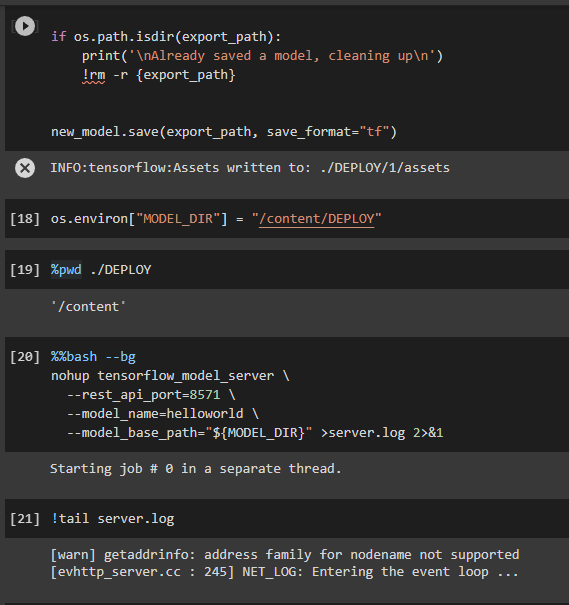 if os.path.isdir(export_path):
print('\nAlready saved a model, cleaning up\n')
!rm -r {export_path}
new_model.save(export_path, save_format="tf")
INFO:tensorflow:Assets written to: ./DEPLOY/1/assets
[18] os.environ["MODEL_DIR"] = "/content/DEPLOY"
[19] %pwd ./DEPLOY
'/content'
[20] %%bash --bg
nohup tensorflow_model_server \
--rest_api_port=8571 \
--model_name=helloworld \
--model_base_path="${MODEL_DIR}" >server.log 2>&1
Starting job # 0 in a separate thread.
[21] !tail server.log
[warn] getaddrinfo: address family for nodename not supported
[evhttp_server.cc : 245] NET_LOG: Entering the event loop ...